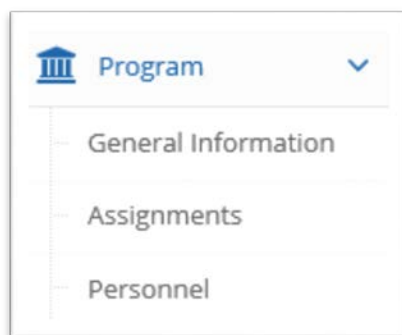 Program
General Information
Assignments
Personnel